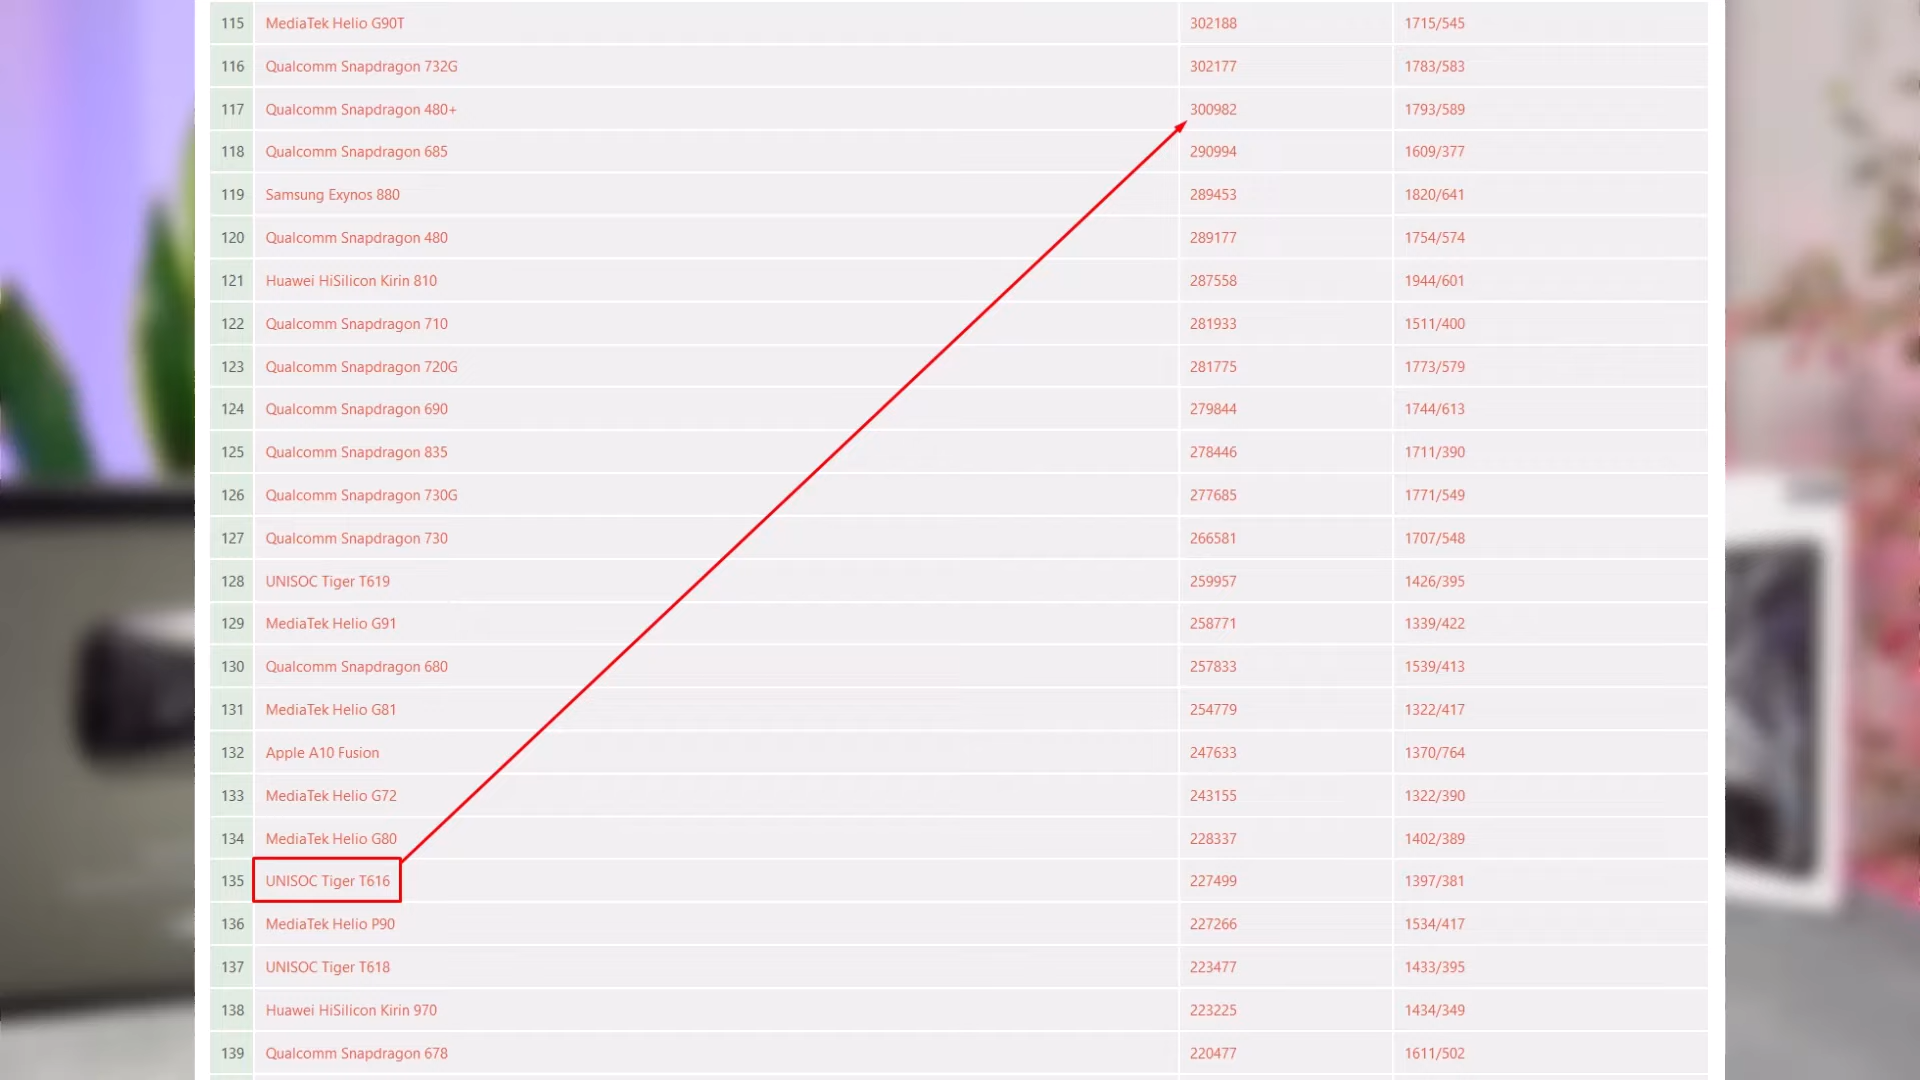 115 MediaTek Helio G90T 302188 1715/545
116 Qualcomm Snapdragon 732G 302177 1783/583
117 Qualcomm Snapdragon 480+ 300982 1793/589
118 Qualcomm Snapdragon 685 290994 1609/377
119 Samsung Exynos 880 289453 1820/641
120 Qualcomm Snapdragon 480 289177 1754/574
121 Huawei HiSilicon Kirin 810 287558 1944/601
122 Qualcomm Snapdragon 710 281933 1511/400
123 Qualcomm Snapdragon 720G 281775 1773/579
124 Qualcomm Snapdragon 690 279844 1744/613
125 Qualcomm Snapdragon 835 278446 1711/390
126 Qualcomm Snapdragon 730G 277685 1771/549
127 Qualcomm Snapdragon 730 266581 1707/548
128 UNISOC Tiger T619 259957 1426/395
129 MediaTek Helio G91 258771 1339/422
130 Qualcomm Snapdragon 680 257833 1539/413
131 MediaTek Helio G81 254779 1322/417
132 Apple A10 Fusion 247633 1370/764
133 MediaTek Helio G72 243155 1322/390
134 MediaTek Helio G80 228337 1402/389
135 UNISOC Tiger T616 227499 1397/381
136 MediaTek Helio P90 227266 1534/417
137 UNISOC Tiger T618 223477 1433/395
138 Huawei HiSilicon Kirin 970 223225 1434/349
139 Qualcomm Snapdragon 678 220477 1611/502